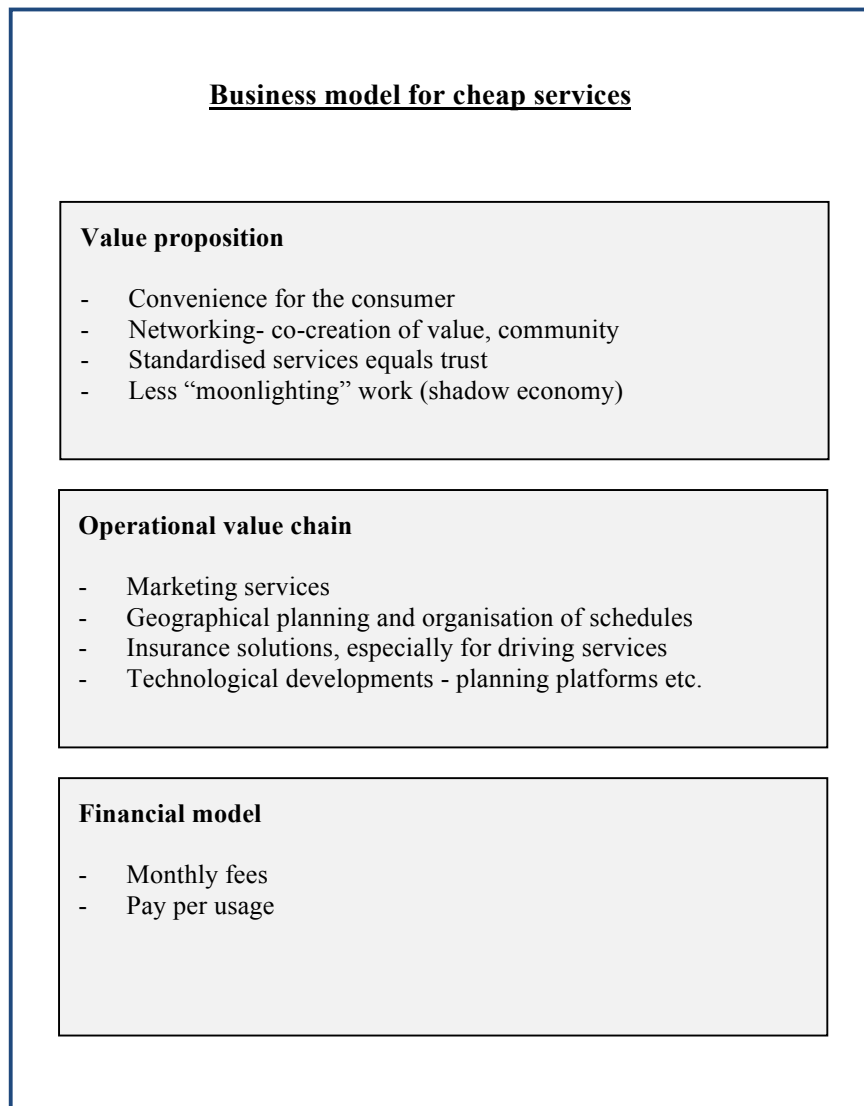 Business model for cheap services
Value proposition
- Convenience for the consumer
- Networking- co-creation of value, community
- Standardised services equals trust
- Less “moonlighting” work (shadow economy)
Operational value chain
- Marketing services
- Geographical planning and organisation of schedules
- Insurance solutions, especially for driving services
- Technological developments - planning platforms etc.
Financial model
- Monthly fees
- Pay per usage